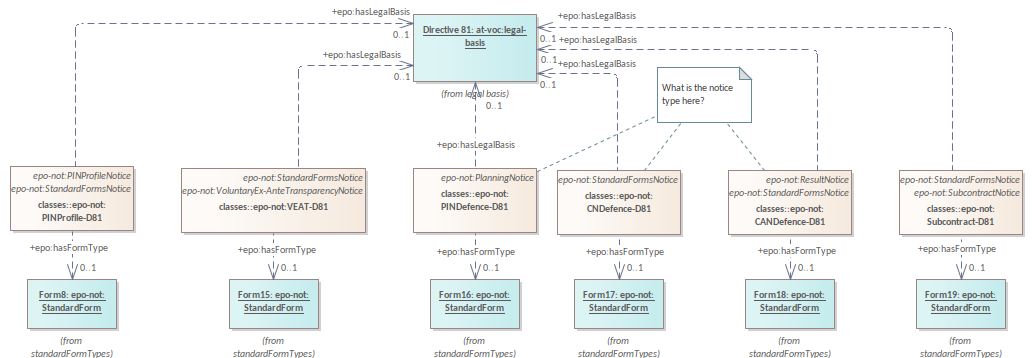 +epo:hasLegalBasis
0..1
Directive 81: at-voc:legal-
basis
(from legal basis)
+epo:hasLegalBasis
0..1
+epo:hasLegalBasis
0..1
+epo:hasLegalBasis
0..1
+epo:hasLegalBasis
0..1
0..1
+epo:hasLegalBasis
What is the notice
type here?
epo-not:PINProfileNotice
epo-not:StandardFormsNotice
classes::epo-not:
PINProfile-D81
epo-not:StandardFormsNotice
epo-not:VoluntaryEx-AnteTransparencyNotice
classes::epo-not:VEAT-D81
epo-not:PlanningNotice
classes::epo-not:
PINDefence-D81
epo-not:StandardFormsNotice
classes::epo-not:
CNDefence-D81
epo-not:ResultNotice
epo-not:StandardFormsNotice
classes::epo-not:
CANDefence-D81
epo-not:StandardFormsNotice
epo-not:SubcontractNotice
classes::epo-not:
Subcontract-D81
+epo:hasFormType
0..1
+epo:hasFormType
0..1
+epo:hasFormType
0..1
+epo:hasFormType
0..1
+epo:hasFormType
0..1
+epo:hasFormType
0..1
Form8: epo-not:
StandardForm
(from
standardFormTypes)
Form15: epo-not:
StandardForm
(from
standardFormTypes)
Form16: epo-not:
StandardForm
(from
standardFormTypes)
Form17: epo-not:
StandardForm
(from
standardFormTypes)
Form18: epo-not:
StandardForm
(from
standardFormTypes)
Form19: epo-not:
StandardForm
(from
standardFormTypes)